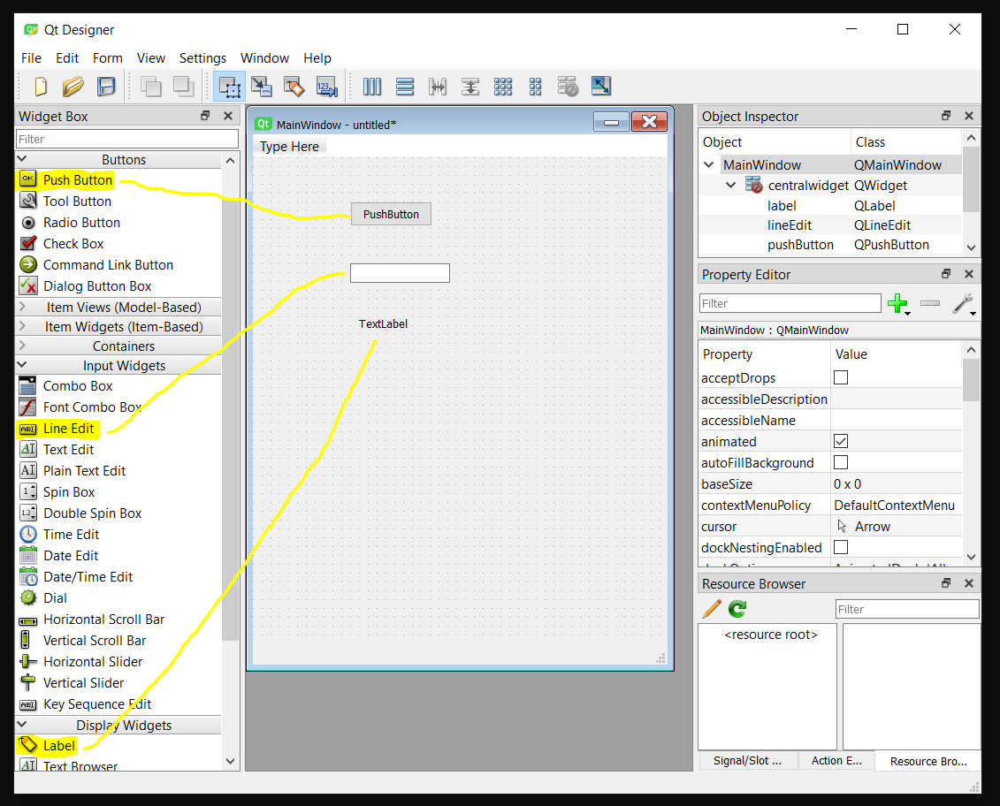 Qt Designer
File Edit Form View Settings Window Help
Widget Box
Filter
Buttons
OK Push Button
Tool Button
Radio Button
Check Box
Command Link Button
Dialog Button Box
Item Views (Model-Based)
Item Widgets (Item-Based)
Containers
Input Widgets
Combo Box
Font Combo Box
Line Edit
Text Edit
Plain Text Edit
Spin Box
Double Spin Box
Time Edit
Date Edit
Date/Time Edit
Dial
Horizontal Scroll Bar
Vertical Scroll Bar
Horizontal Slider
Vertical Slider
Key Sequence Edit
Display Widgets
Label
Text Browser
Qt MainWindow - untitled*
Type Here
PushButton
TextLabel
Object Inspector
Object Class
MainWindow QMainWindow
centralwidget QWidget
label QLabel
lineEdit QLineEdit
pushButton QPushButton
Property Editor
Filter
MainWindow : QMainWindow
Property Value
acceptDrops
accessibleDescription
accessibleName
animated
autoFillBackground
baseSize 0 x 0
contextMenuPolicy DefaultContextMenu
cursor Arrow
dockNestingEnabled
Resource Browser
Filter
<resource root>
Signal/Slot ... Action E... Resource Bro...